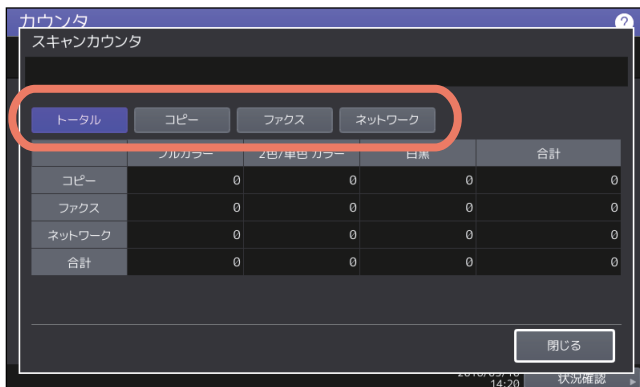 カウンタ ?
スキャンカウンタ
トータル コピー ファクス ネットワーク
フルカラー 2色/単色 カラー 白黒 合計
コピー 0 0 0 0
ファクス 0 0 0 0
ネットワーク 0 0 0 0
合計 0 0 0 0
閉じる
14:20 状況確認